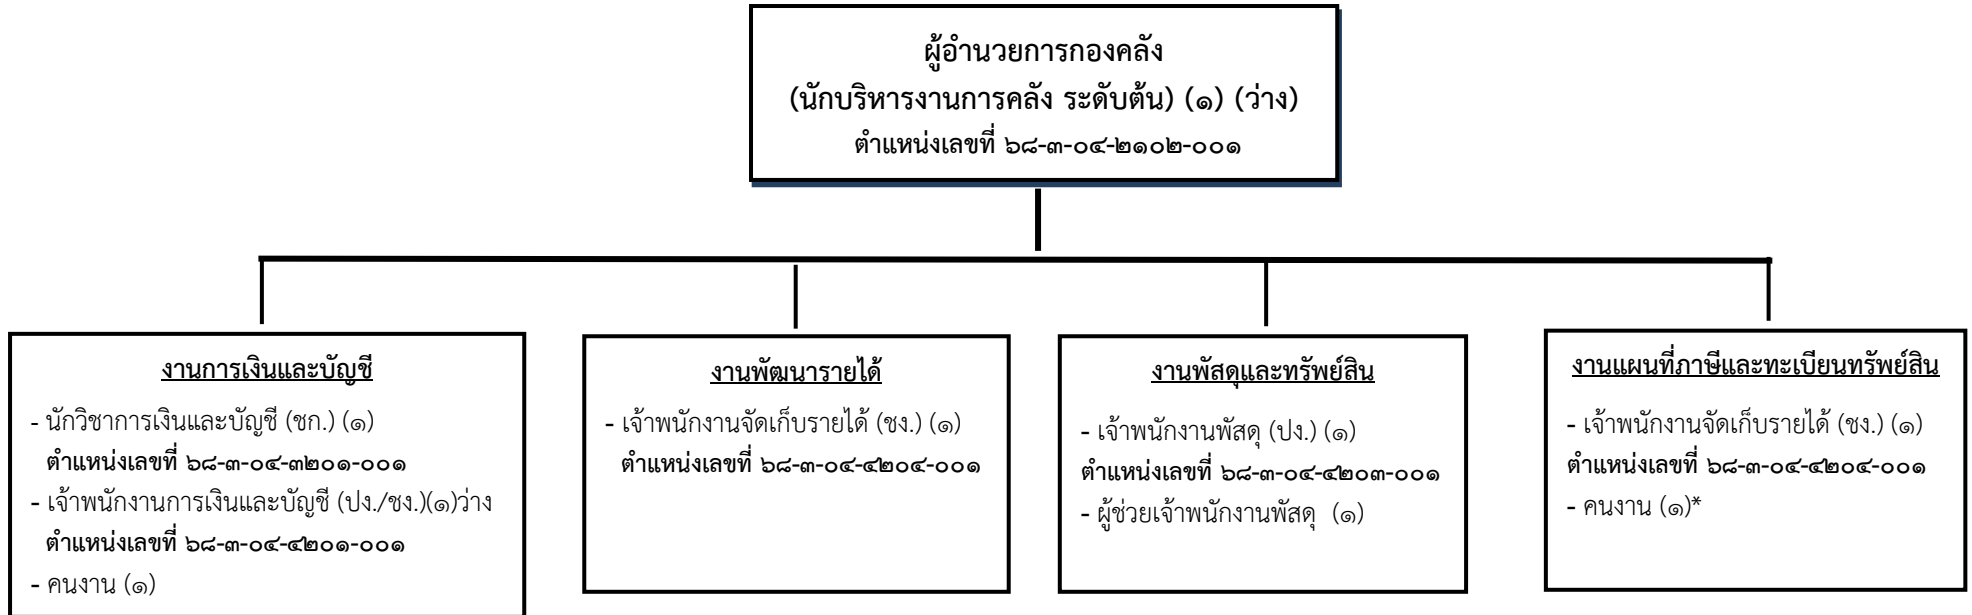 ผู้อำนวยการกองคลัง
(นักบริหารงานการคลัง ระดับต้น) (๑) (ว่าง)
ตำแหน่งเลขที่ ๖๘-๓-๐๔-๒๑๐๒-๐๐๑
งานการเงินและบัญชี
- นักวิชาการเงินและบัญชี (ชก.) (๑)
ตำแหน่งเลขที่ ๖๘-๓-๐๔-๓๒๐๑-๐๐๑
- เจ้าพนักงานการเงินและบัญชี (ปง./ชง.)(๑)ว่าง
ตำแหน่งเลขที่ ๖๘-๓-๐๔-๔๒๐๑-๐๐๑
- คนงาน (๑)
งานพัฒนารายได้
- เจ้าพนักงานจัดเก็บรายได้ (ชง.) (๑)
ตำแหน่งเลขที่ ๖๘-๓-๐๔-๔๒๐๔-๐๐๑
งานพัสดุและทรัพย์สิน
- เจ้าพนักงานพัสดุ (ปง.) (๑)
ตำแหน่งเลขที่ ๖๘-๓-๐๔-๔๒๐๓-๐๐๑
- ผู้ช่วยเจ้าพนักงานพัสดุ (๑)
งานแผนที่ภาษีและทะเบียนทรัพย์สิน
- เจ้าพนักงานจัดเก็บรายได้ (ชง.) (๑)
ตำแหน่งเลขที่ ๖๘-๓-๐๔-๔๒๐๔-๐๐๑
- คนงาน (๑)*